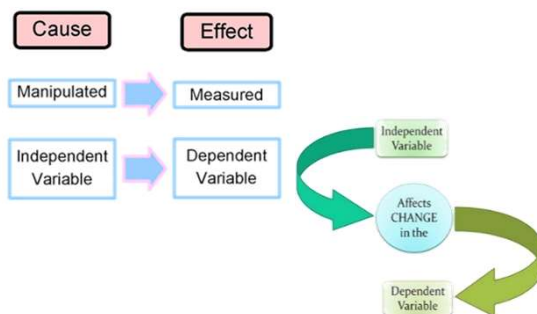 Cause
Effect
Manipulated
Measured
Independent
Variable
Dependent
Variable
Independent
Variable
Affects
CHANGE
in the
Dependent
Variable